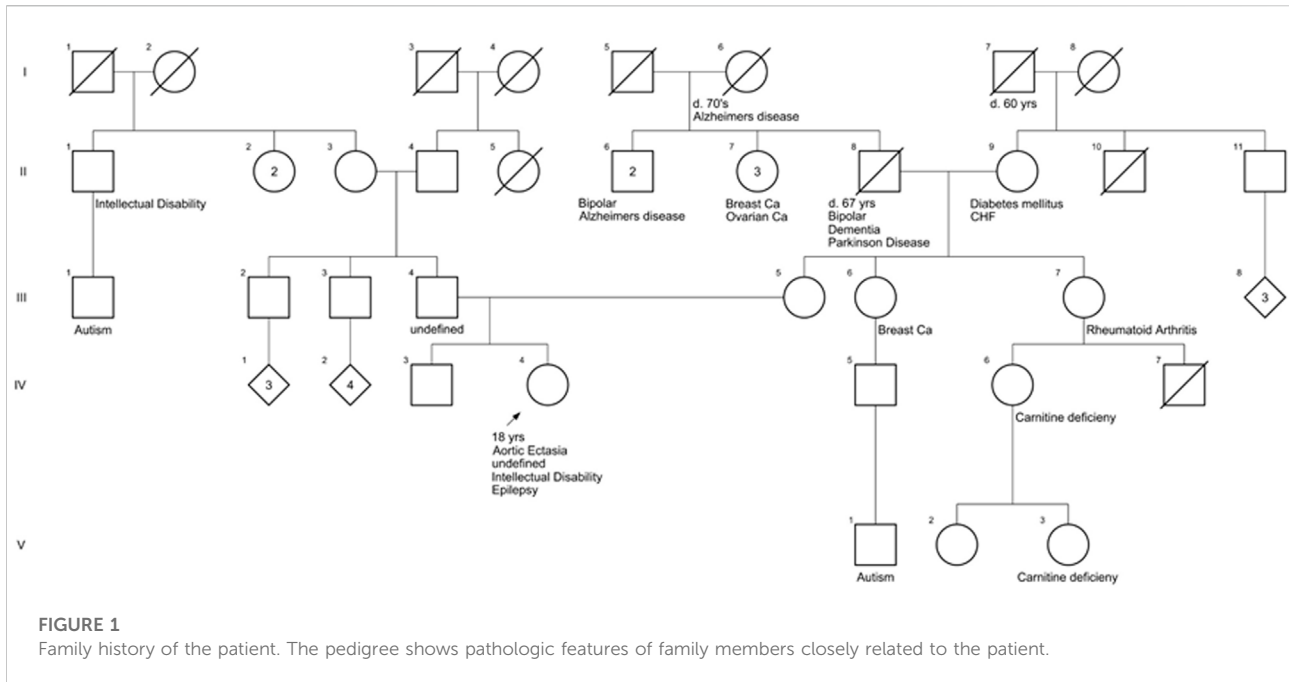 1 2 3 4 5 6 7 8
I
d. 70's
Alzheimers disease
d. 60 yrs
1 2 3 4 5 6 7 8 9 10 11
II
2 2 3
Intellectual Disability
Bipolar
Alzheimers disease
Breast Ca
Ovarian Ca
d. 67 yrs
Bipolar
Dementia
Parkinson Disease
Diabetes mellitus
CHF
1 2 3 4 5 6 7 8
III
3
Autism
undefined
Breast Ca
Rheumatoid Arthritis
1 2 3 4 5 6 7
IV
3 4
18 yrs
Aortic Ectasia
undefined
Intellectual Disability
Epilepsy
Carnitine deficieny
1 2 3
V
Autism
Carnitine deficieny
FIGURE 1
Family history of the patient. The pedigree shows pathologic features of family members closely related to the patient.